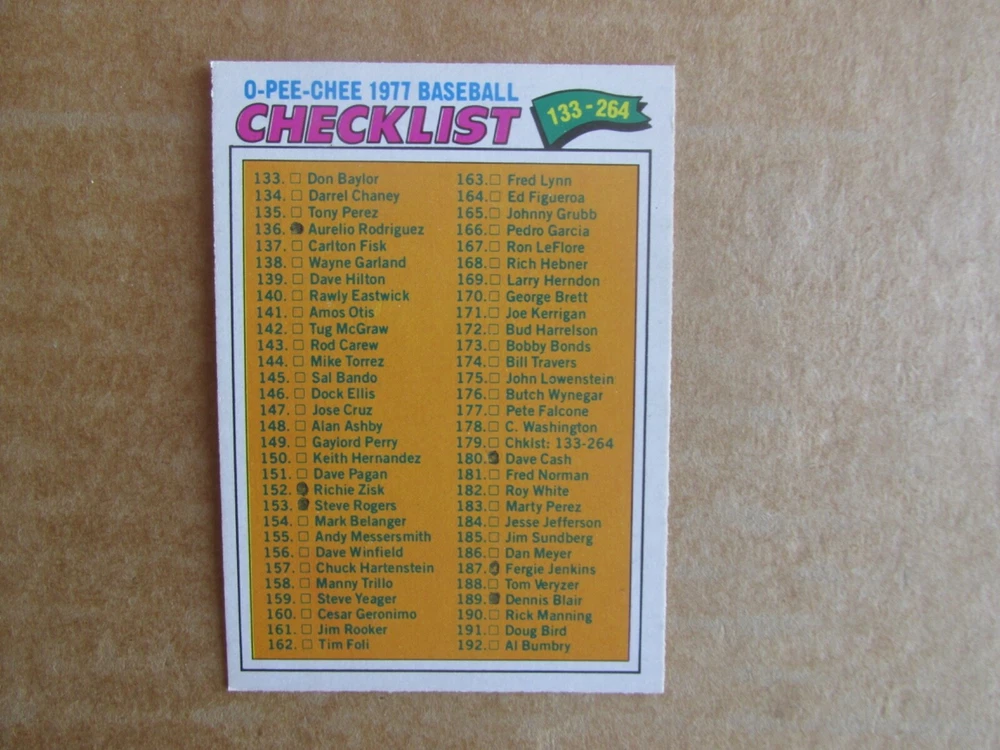 O-PEE-CHEE 1977 BASEBALL
CHECKLIST
133-264
133. Don Baylor
134. Darrel Chaney
135. Tony Perez
136. Aurelio Rodriguez
137. Carlton Fisk
138. Wayne Garland
139. Dave Hilton
140. Rawly Eastwick
141. Amos Otis
142. Tug McGraw
143. Rod Carew
144. Mike Torrez
145. Sal Bando
146. Dock Ellis
147. Jose Cruz
148. Alan Ashby
149. Gaylord Perry
150. Keith Hernandez
151. Dave Pagan
152. Richie Zisk
153. Steve Rogers
154. Mark Belanger
155. Andy Messersmith
156. Dave Winfield
157. Chuck Hartenstein
158. Manny Trillo
159. Steve Yeager
160. Cesar Geronimo
161. Jim Rooker
162. Tim Foli
163. Fred Lynn
164. Ed Figueroa
165. Johnny Grubb
166. Pedro Garcia
167. Ron LeFlore
168. Rich Hebner
169. Larry Herndon
170. George Brett
171. Joe Kerrigan
172. Bud Harrelson
173. Bobby Bonds
174. Bill Travers
175. John Lowenstein
176. Butch Wynegar
177. Pete Falcone
178. C. Washington
179. Chklst: 133-264
180. Dave Cash
181. Fred Norman
182. Roy White
183. Marty Perez
184. Jesse Jefferson
185. Jim Sundberg
186. Dan Meyer
187. Fergie Jenkins
188. Tom Veryzer
189. Dennis Blair
190. Rick Manning
191. Doug Bird
192. Al Bumbry